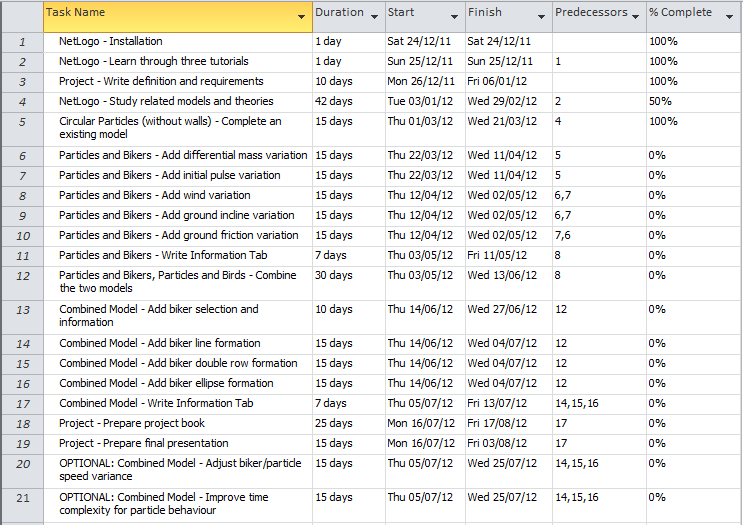 Task Name Duration Start Finish Predecessors % Complete
1 NetLogo - Installation 1 day Sat 24/12/11 Sat 24/12/11 100%
2 NetLogo - Learn through three tutorials 1 day Sun 25/12/11 Sun 25/12/11 1 100%
3 Project - Write definition and requirements 10 days Mon 26/12/11 Fri 06/01/12 100%
4 NetLogo - Study related models and theories 42 days Tue 03/01/12 Wed 29/02/12 2 50%
5 Circular Particles (without walls) - Complete an 15 days Thu 01/03/12 Wed 21/03/12 4 100%
existing model
6 Particles and Bikers - Add differential mass variation 15 days Thu 22/03/12 Wed 11/04/12 5 0%
7 Particles and Bikers - Add initial pulse variation 15 days Thu 22/03/12 Wed 11/04/12 5 0%
8 Particles and Bikers - Add wind variation 15 days Thu 12/04/12 Wed 02/05/12 6,7 0%
9 Particles and Bikers - Add ground incline variation 15 days Thu 12/04/12 Wed 02/05/12 6,7 0%
10 Particles and Bikers - Add ground friction variation 15 days Thu 12/04/12 Wed 02/05/12 7,6 0%
11 Particles and Bikers - Write Information Tab 7 days Thu 03/05/12 Fri 11/05/12 8 0%
12 Particles and Bikers, Particles and Birds - Combine 30 days Thu 03/05/12 Wed 13/06/12 8 0%
the two models
13 Combined Model - Add biker selection and 10 days Thu 14/06/12 Wed 27/06/12 12 0%
information
14 Combined Model - Add biker line formation 15 days Thu 14/06/12 Wed 04/07/12 12 0%
15 Combined Model - Add biker double row formation 15 days Thu 14/06/12 Wed 04/07/12 12 0%
16 Combined Model - Add biker ellipse formation 15 days Thu 14/06/12 Wed 04/07/12 12 0%
17 Combined Model - Write Information Tab 7 days Thu 05/07/12 Fri 13/07/12 14,15,16 0%
18 Project - Prepare project book 25 days Mon 16/07/12 Fri 17/08/12 17 0%
19 Project - Prepare final presentation 15 days Mon 16/07/12 Fri 03/08/12 17 0%
20 OPTIONAL: Combined Model - Adjust biker/particle 15 days Thu 05/07/12 Wed 25/07/12 14,15,16 0%
speed variance
21 OPTIONAL: Combined Model - Improve time 15 days Thu 05/07/12 Wed 25/07/12 14,15,16 0%
complexity for particle behaviour